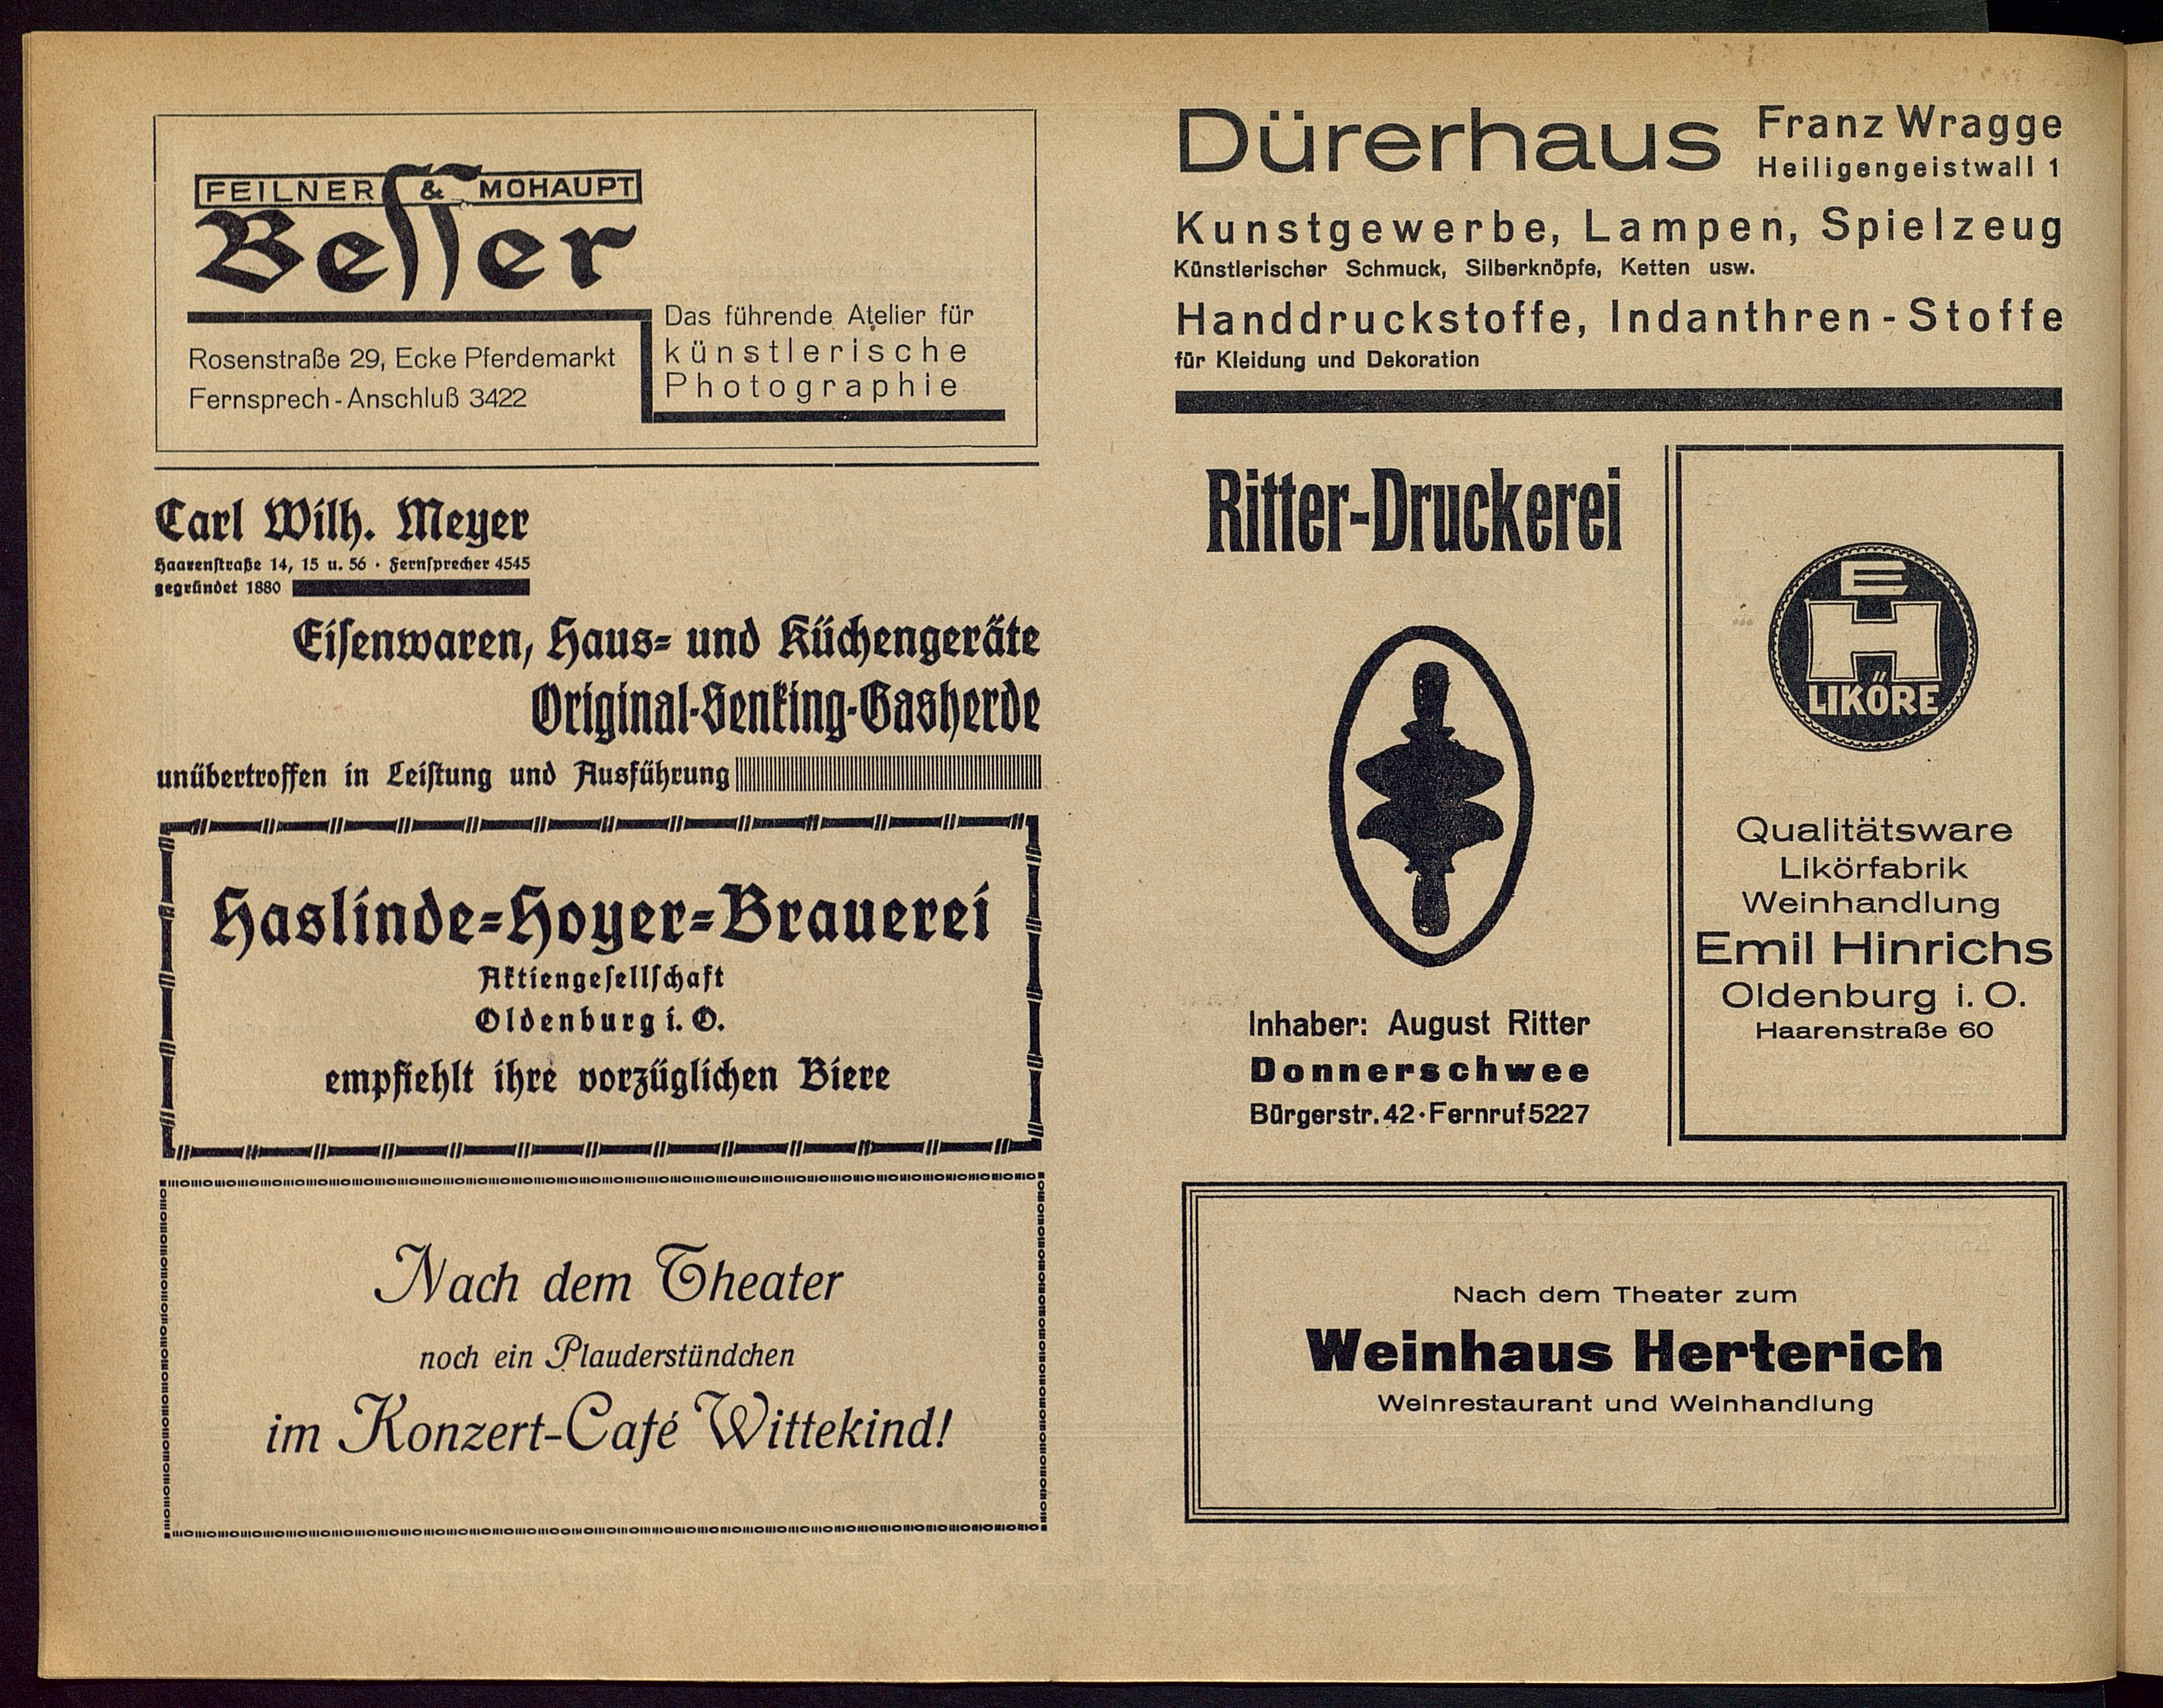 FEILNER & MOHAUPT
Beſſer
Das führende Atelier für
künstlerische
Photographie
Rosenstraße 29, Ecke Pferdemarkt
Fernsprech-Anschluß 3422
Carl Wilh. Meyer
Haarenſtraße 14, 15 u. 56 · Fernſprecher 4545
gegründet 1880
Eiſenwaren, Haus- und Küchengeräte
Original-Senking-Gasherde
unübertroffen in Leiſtung und Ausführung
Haslinde-Hoyer-Brauerei
Aktiengeſellſchaft
Oldenburg i. O.
empfiehlt ihre vorzüglichen Biere
Nach dem Theater
noch ein Plauderstündchen
im Konzert-Café Wittekind!
Dürerhaus
Franz Wragge
Heiligengeistwall 1
Kunstgewerbe, Lampen, Spielzeug
Künstlerischer Schmuck, Silberknöpfe, Ketten usw.
Handdruckstoffe, Indanthren-Stoffe
für Kleidung und Dekoration
Ritter-Druckerei
Inhaber: August Ritter
Donnerschwee
Bürgerstr. 42 · Fernruf 5227
E
H
LIKÖRE
Qualitätsware
Likörfabrik
Weinhandlung
Emil Hinrichs
Oldenburg i. O.
Haarenstraße 60
Nach dem Theater zum
Weinhaus Herterich
Weinrestaurant und Weinhandlung